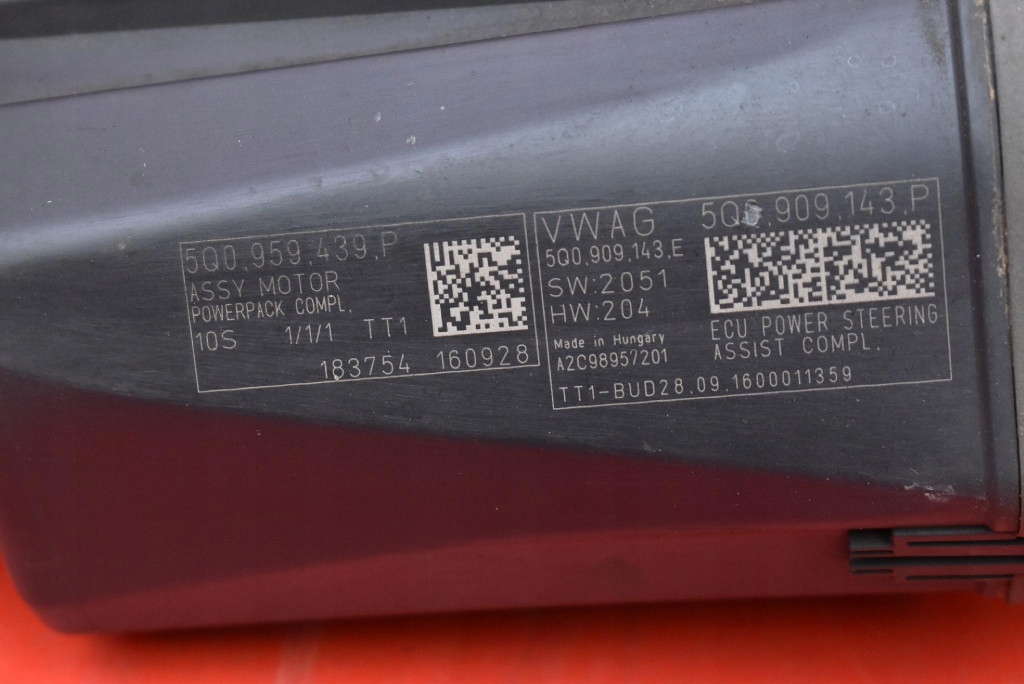 5Q0.959.439.P
ASSY MOTOR
POWERPACK COMPL.
10S 1/1/1 TT1
183754 160928
VWAG 5Q0.909.143.P
5Q0.909.143.E
SW:2051
HW:204
Made in Hungary
A2C98957201
ECU POWER STEERING
ASSIST COMPL.
TT1-BUD28.09.1600011359